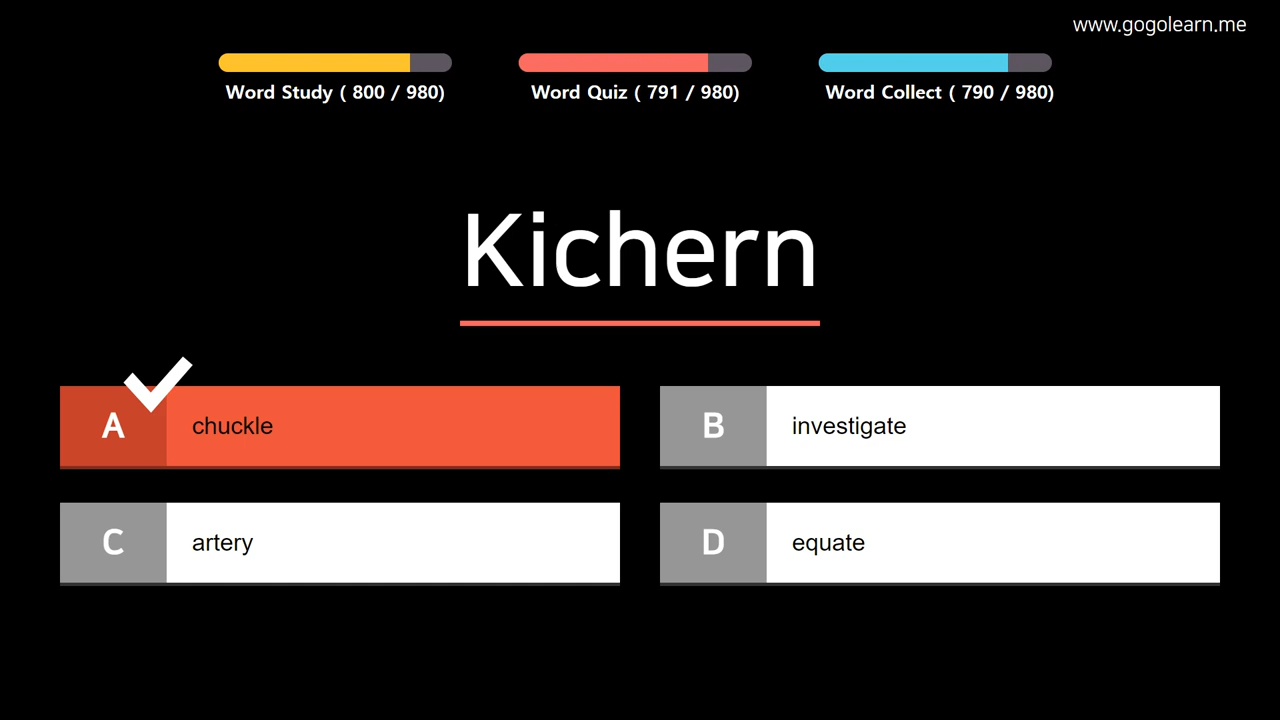 www.gogolearn.me
Word Study ( 800 / 980)
Word Quiz ( 791 / 980)
Word Collect ( 790 / 980)
Kichern
A
chuckle
B
investigate
C
artery
D
equate